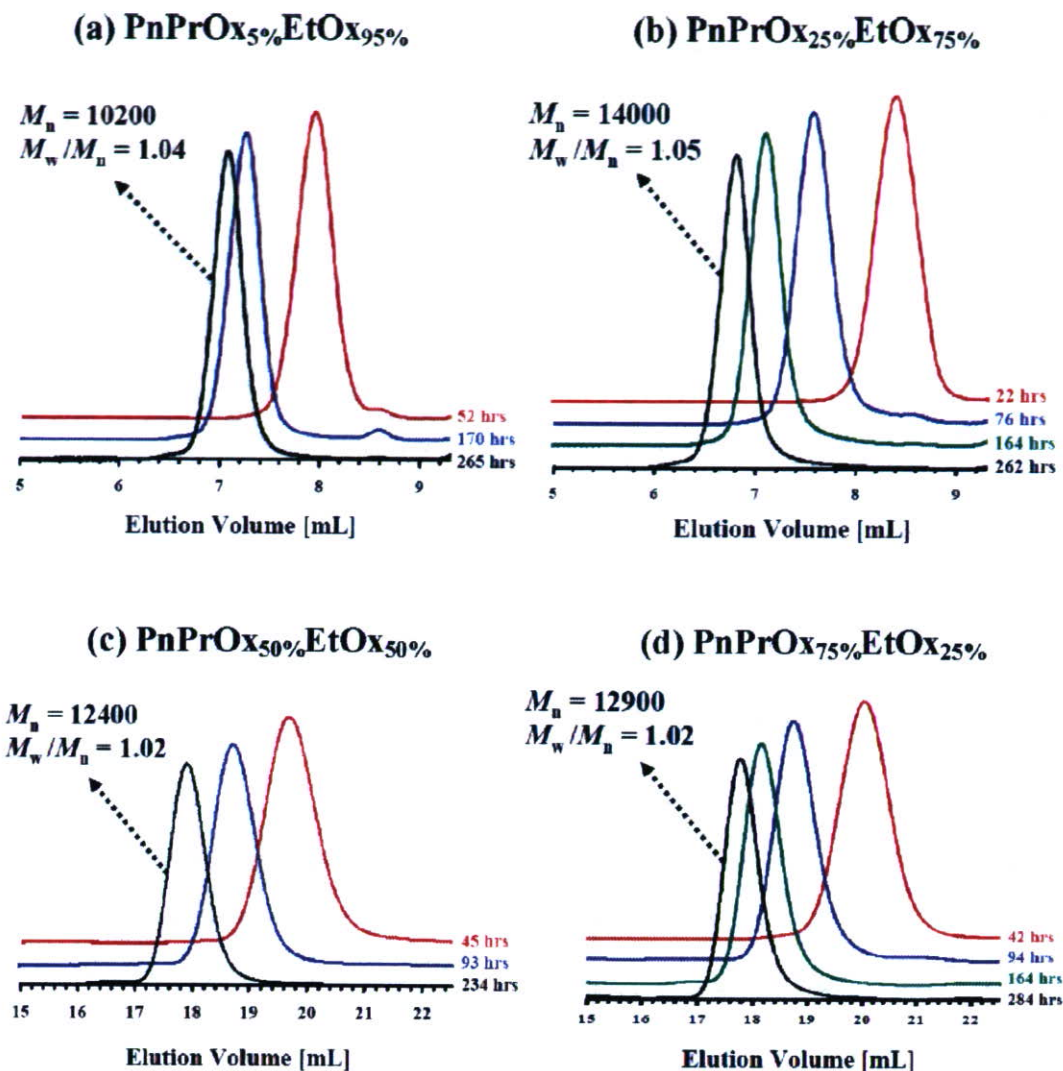 (a) PnPrOx5%EtOx95%
Mn = 10200
Mw/Mn = 1.04
52 hrs
170 hrs
265 hrs
5 6 7 8 9
Elution Volume [mL]
(b) PnPrOx25%EtOx75%
Mn = 14000
Mw/Mn = 1.05
22 hrs
76 hrs
164 hrs
262 hrs
5 6 7 8 9
Elution Volume [mL]
(c) PnPrOx50%EtOx50%
Mn = 12400
Mw/Mn = 1.02
45 hrs
93 hrs
234 hrs
15 16 17 18 19 20 21 22
Elution Volume [mL]
(d) PnPrOx75%EtOx25%
Mn = 12900
Mw/Mn = 1.02
42 hrs
94 hrs
164 hrs
284 hrs
15 16 17 18 19 20 21 22
Elution Volume [mL]